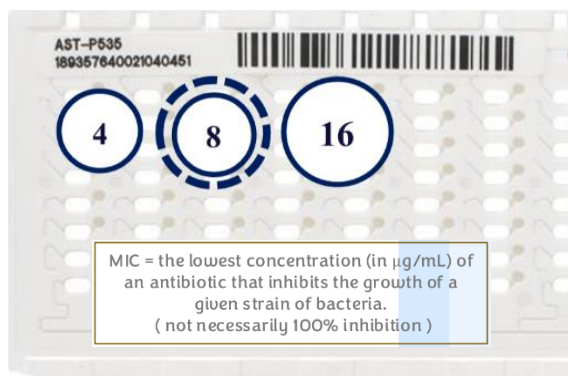 AST-P535
189357640021040451
4 8 16
MIC = the lowest concentration (in μg/mL) of
an antibiotic that inhibits the growth of a
given strain of bacteria.
( not necessarily 100% inhibition )